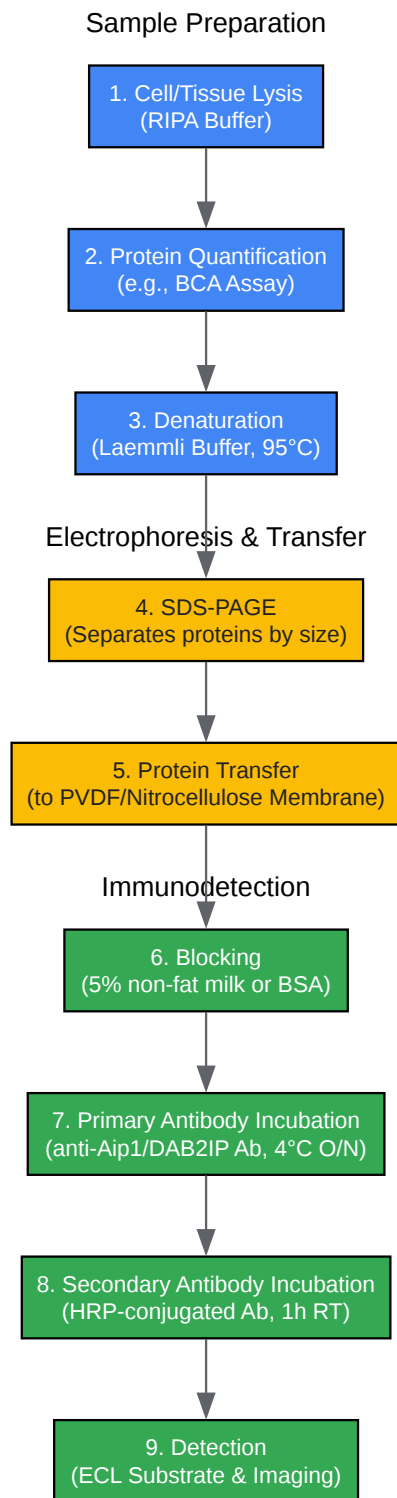 Sample Preparation
1. Cell/Tissue Lysis
(RIPA Buffer)
2. Protein Quantification
(e.g., BCA Assay)
3. Denaturation
(Laemmli Buffer, 95°C)
Electrophoresis & Transfer
4. SDS-PAGE
(Separates proteins by size)
5. Protein Transfer
(to PVDF/Nitrocellulose Membrane)
Immunodetection
6. Blocking
(5% non-fat milk or BSA)
7. Primary Antibody Incubation
(anti-Aip1/DAB2IP Ab, 4°C O/N)
8. Secondary Antibody Incubation
(HRP-conjugated Ab, 1h RT)
9. Detection
(ECL Substrate & Imaging)